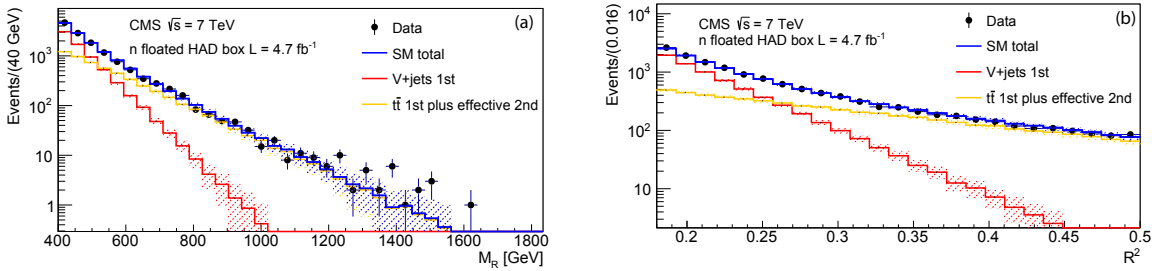 (a)
CMS √s = 7 TeV
n floated HAD box L = 4.7 fb⁻¹
Data
SM total
V+jets 1st
tt̄ 1st plus effective 2nd
Events/(40 GeV)
10³
10²
10
1
400 600 800 1000 1200 1400 1600 1800
M_R [GeV]
(b)
CMS √s = 7 TeV
n floated HAD box L = 4.7 fb⁻¹
Data
SM total
V+jets 1st
tt̄ 1st plus effective 2nd
Events/(0.016)
10⁴
10³
10²
10
0.2 0.25 0.3 0.35 0.4 0.45 0.5
R²